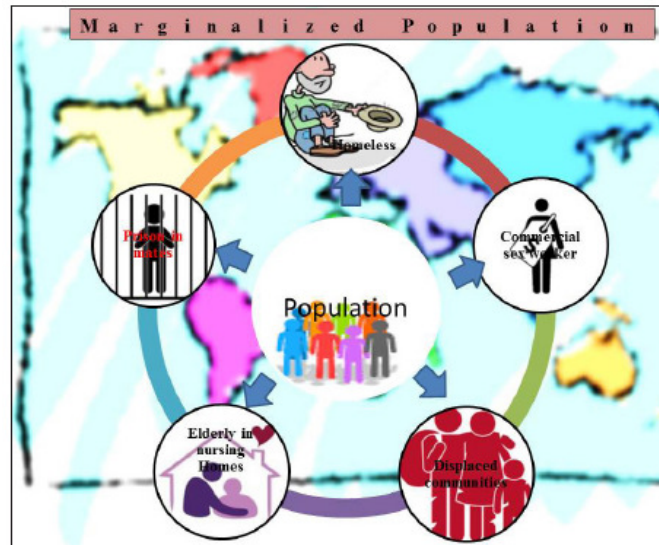 Marginalized Population
Homeless
Prison in
mates
Commercial
sex worker
Population
Elderly in
nursing
Homes
Displaced
communities